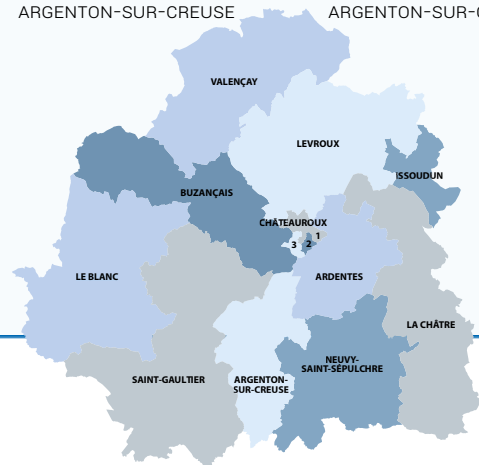 ARGENTON-SUR-CREUSE
ARGENTON-SUR-C
VALENÇAY
LEVROUX
ISSOUDUN
BUZANÇAIS
CHÂTEAUROUX
1
3
2
LE BLANC
ARDENTES
LA CHÂTRE
NEUVY-
SAINT-SÉPULCHRE
SAINT-GAULTIER
ARGENTON-
SUR-CREUSE